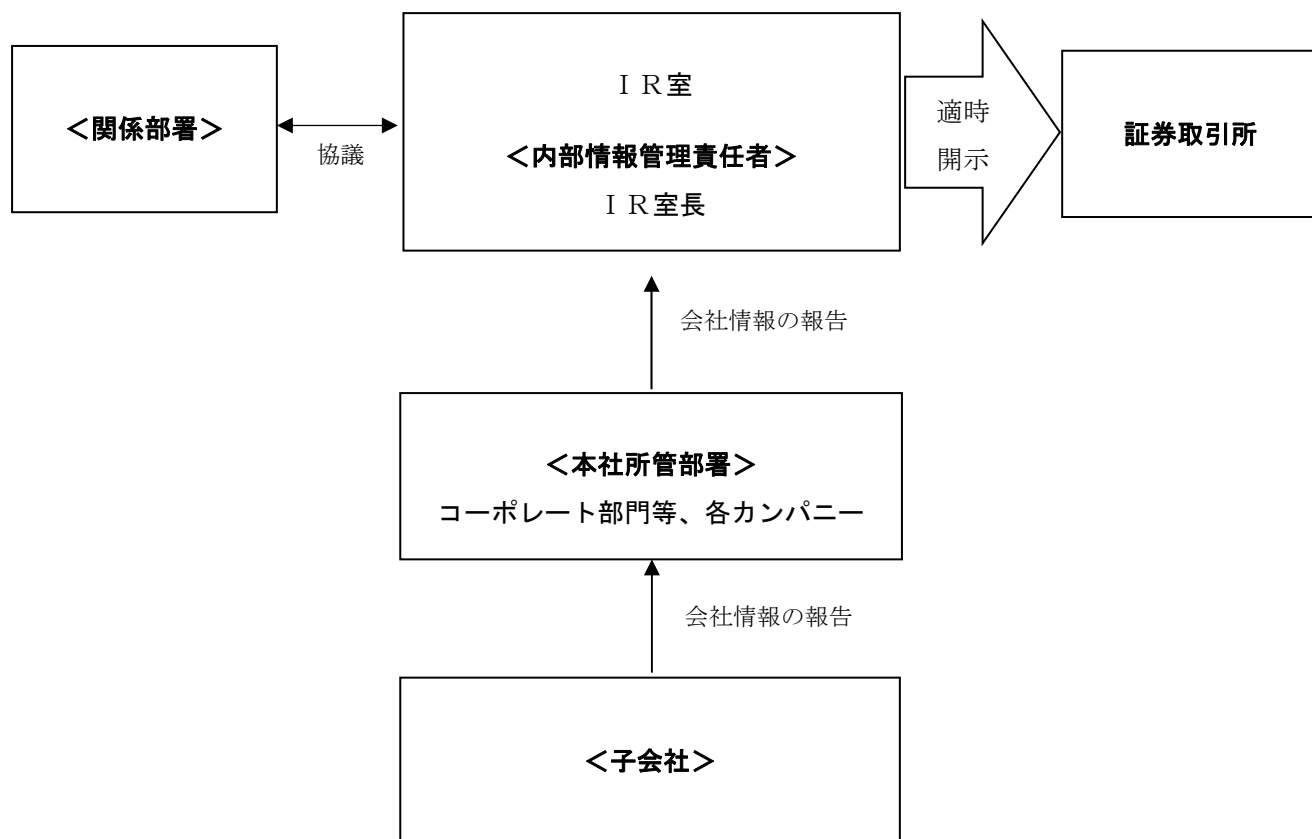 ＜関係部署＞
協議
ＩＲ室
＜内部情報管理責任者＞
ＩＲ室長
適時
開示
証券取引所
会社情報の報告
＜本社所管部署＞
コーポレート部門等、各カンパニー
会社情報の報告
＜子会社＞